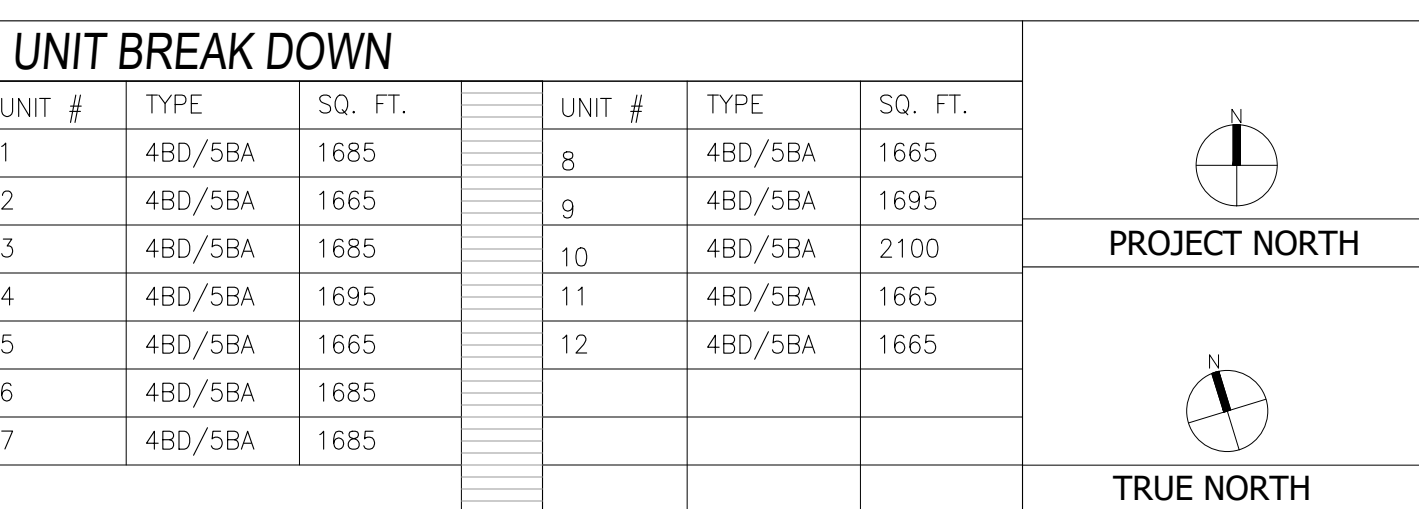 UNIT BREAK DOWN
UNIT # TYPE SQ. FT. UNIT # TYPE SQ. FT.
1 4BD/5BA 1685 8 4BD/5BA 1665
2 4BD/5BA 1665 9 4BD/5BA 1695
3 4BD/5BA 1685 10 4BD/5BA 2100
4 4BD/5BA 1695 11 4BD/5BA 1665
5 4BD/5BA 1665 12 4BD/5BA 1665
6 4BD/5BA 1685
7 4BD/5BA 1685
N
PROJECT NORTH
N
TRUE NORTH